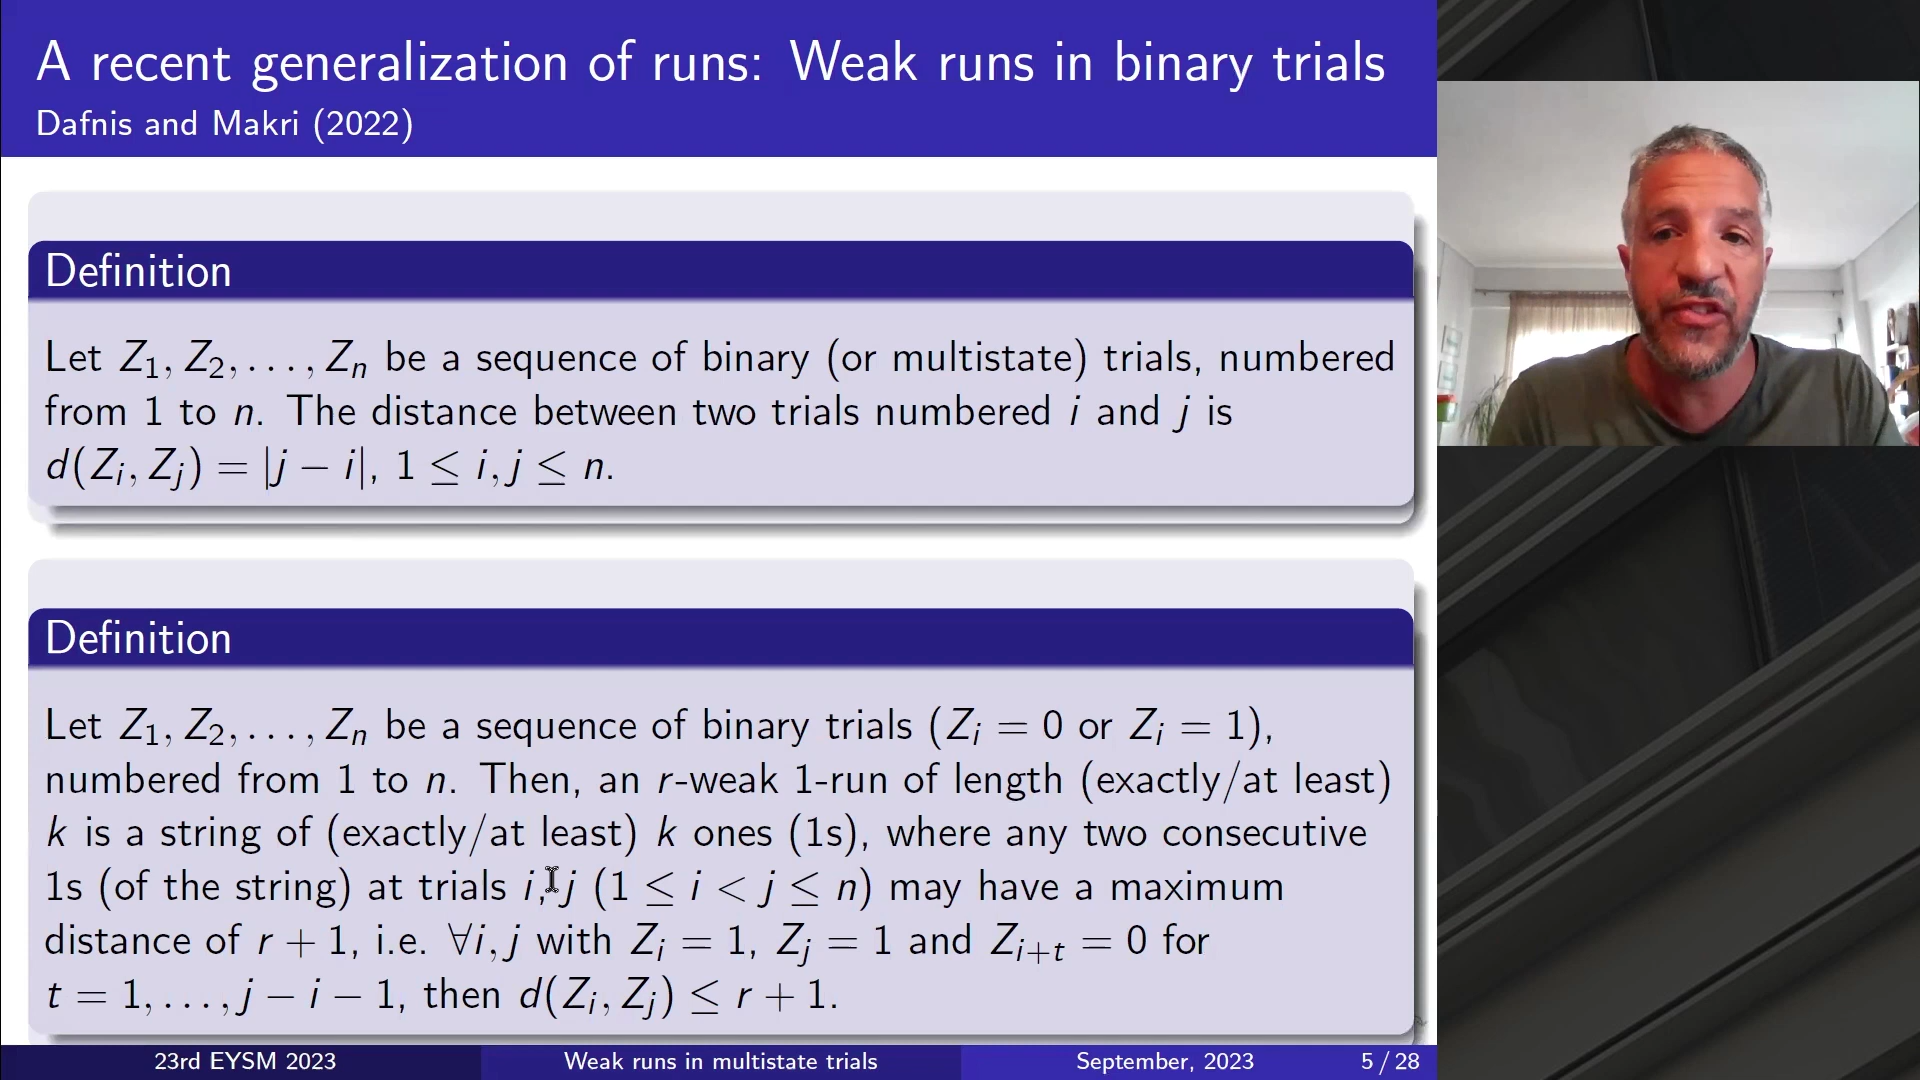 A recent generalization of runs: Weak runs in binary trials
Dafnis and Makri (2022)
Definition
Let Z₁, Z₂, . . . , Zₙ be a sequence of binary (or multistate) trials, numbered
from 1 to n. The distance between two trials numbered i and j is
d(Zᵢ, Zⱼ) = |j − i|, 1 ≤ i, j ≤ n.
Definition
Let Z₁, Z₂, . . . , Zₙ be a sequence of binary trials (Zᵢ = 0 or Zᵢ = 1),
numbered from 1 to n. Then, an r-weak 1-run of length (exactly/at least)
k is a string of (exactly/at least) k ones (1s), where any two consecutive
1s (of the string) at trials i, j (1 ≤ i < j ≤ n) may have a maximum
distance of r + 1, i.e. ∀i, j with Zᵢ = 1, Zⱼ = 1 and Zᵢ₊ₜ = 0 for
t = 1, . . . , j − i − 1, then d(Zᵢ, Zⱼ) ≤ r + 1.
23rd EYSM 2023 Weak runs in multistate trials September, 2023 5 / 28